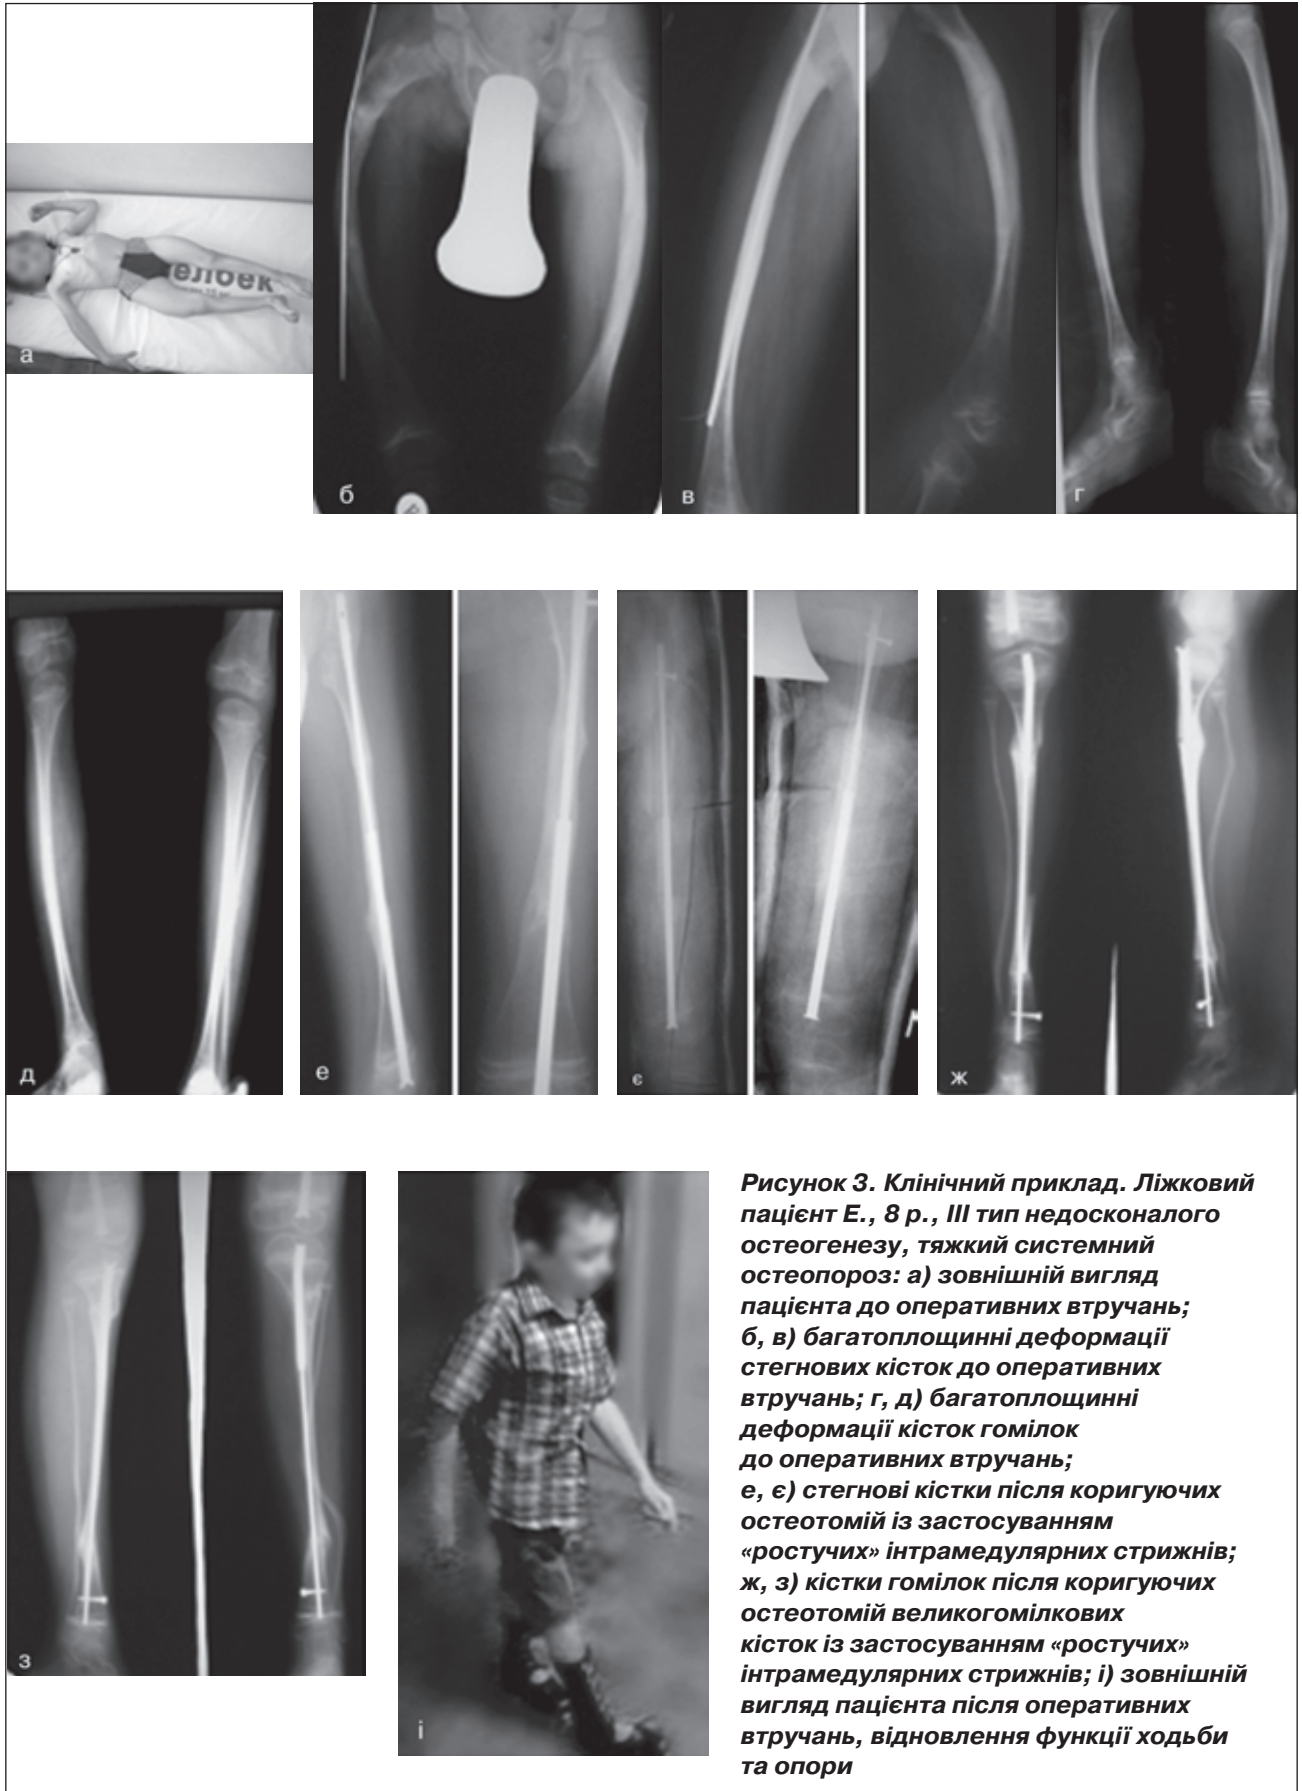 елбек
а
б
в
г
д
е
є
ж
з
і
Рисунок 3. Клінічний приклад. Ліжковий
пацієнт Е., 8 р., III тип недосконалого
остеогенезу, тяжкий системний
остеопороз: а) зовнішній вигляд
пацієнта до оперативних втручань;
б, в) багатоплощинні деформації
стегнових кісток до оперативних
втручань; г, д) багатоплощинні
деформації кісток гомілок
до оперативних втручань;
е, є) стегнові кістки після коригуючих
остеотомій із застосуванням
«ростучих» інтрамедулярних стрижнів;
ж, з) кістки гомілок після коригуючих
остеотомій великогомілкових
кісток із застосуванням «ростучих»
інтрамедулярних стрижнів; і) зовнішній
вигляд пацієнта після оперативних
втручань, відновлення функції ходьби
та опори